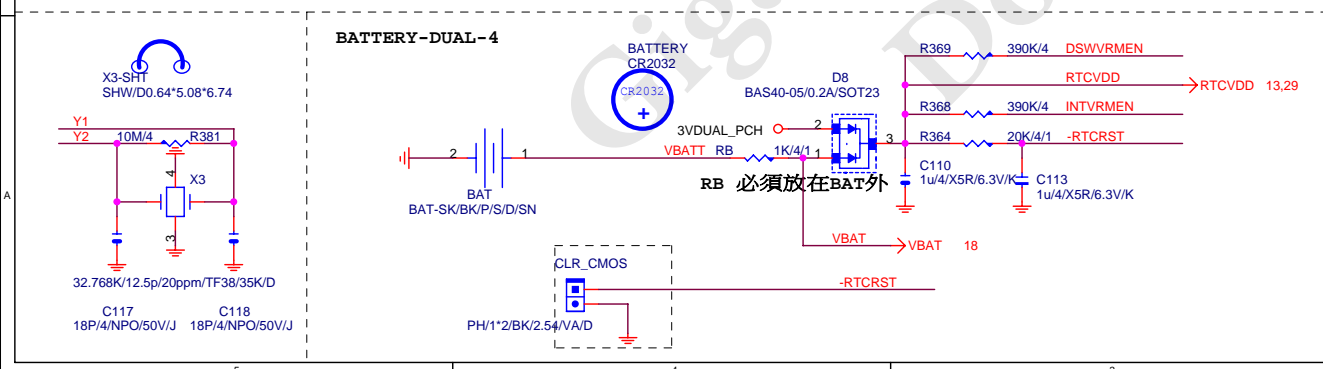 BATTERY-DUAL-4
X3-SHT
SHW/D0.64*5.08*6.74
Y1
Y2
10M/4
R381
4
X3
3
32.768K/12.5p/20ppm/TF38/35K/D
C117
18P/4/NPO/50V/J
C118
18P/4/NPO/50V/J
A
BATTERY
CR2032
CR2032
+
2
1
BAT
BAT-SK/BK/P/S/D/SN
VBATT
RB
1K/4/1
3VDUAL_PCH
D8
BAS40-05/0.2A/SOT23
2
1
3
RB 必須放在BAT外
R369
390K/4
DSWVRMEN
RTCVDD
RTCVDD 13,29
R368
390K/4
INTVRMEN
R364
20K/4/1
-RTCRST
C110
1u/4/X5R/6.3V/K
C113
1u/4/X5R/6.3V/K
VBAT
VBAT 18
CLR_CMOS
-RTCRST
PH/1*2/BK/2.54/VA/D